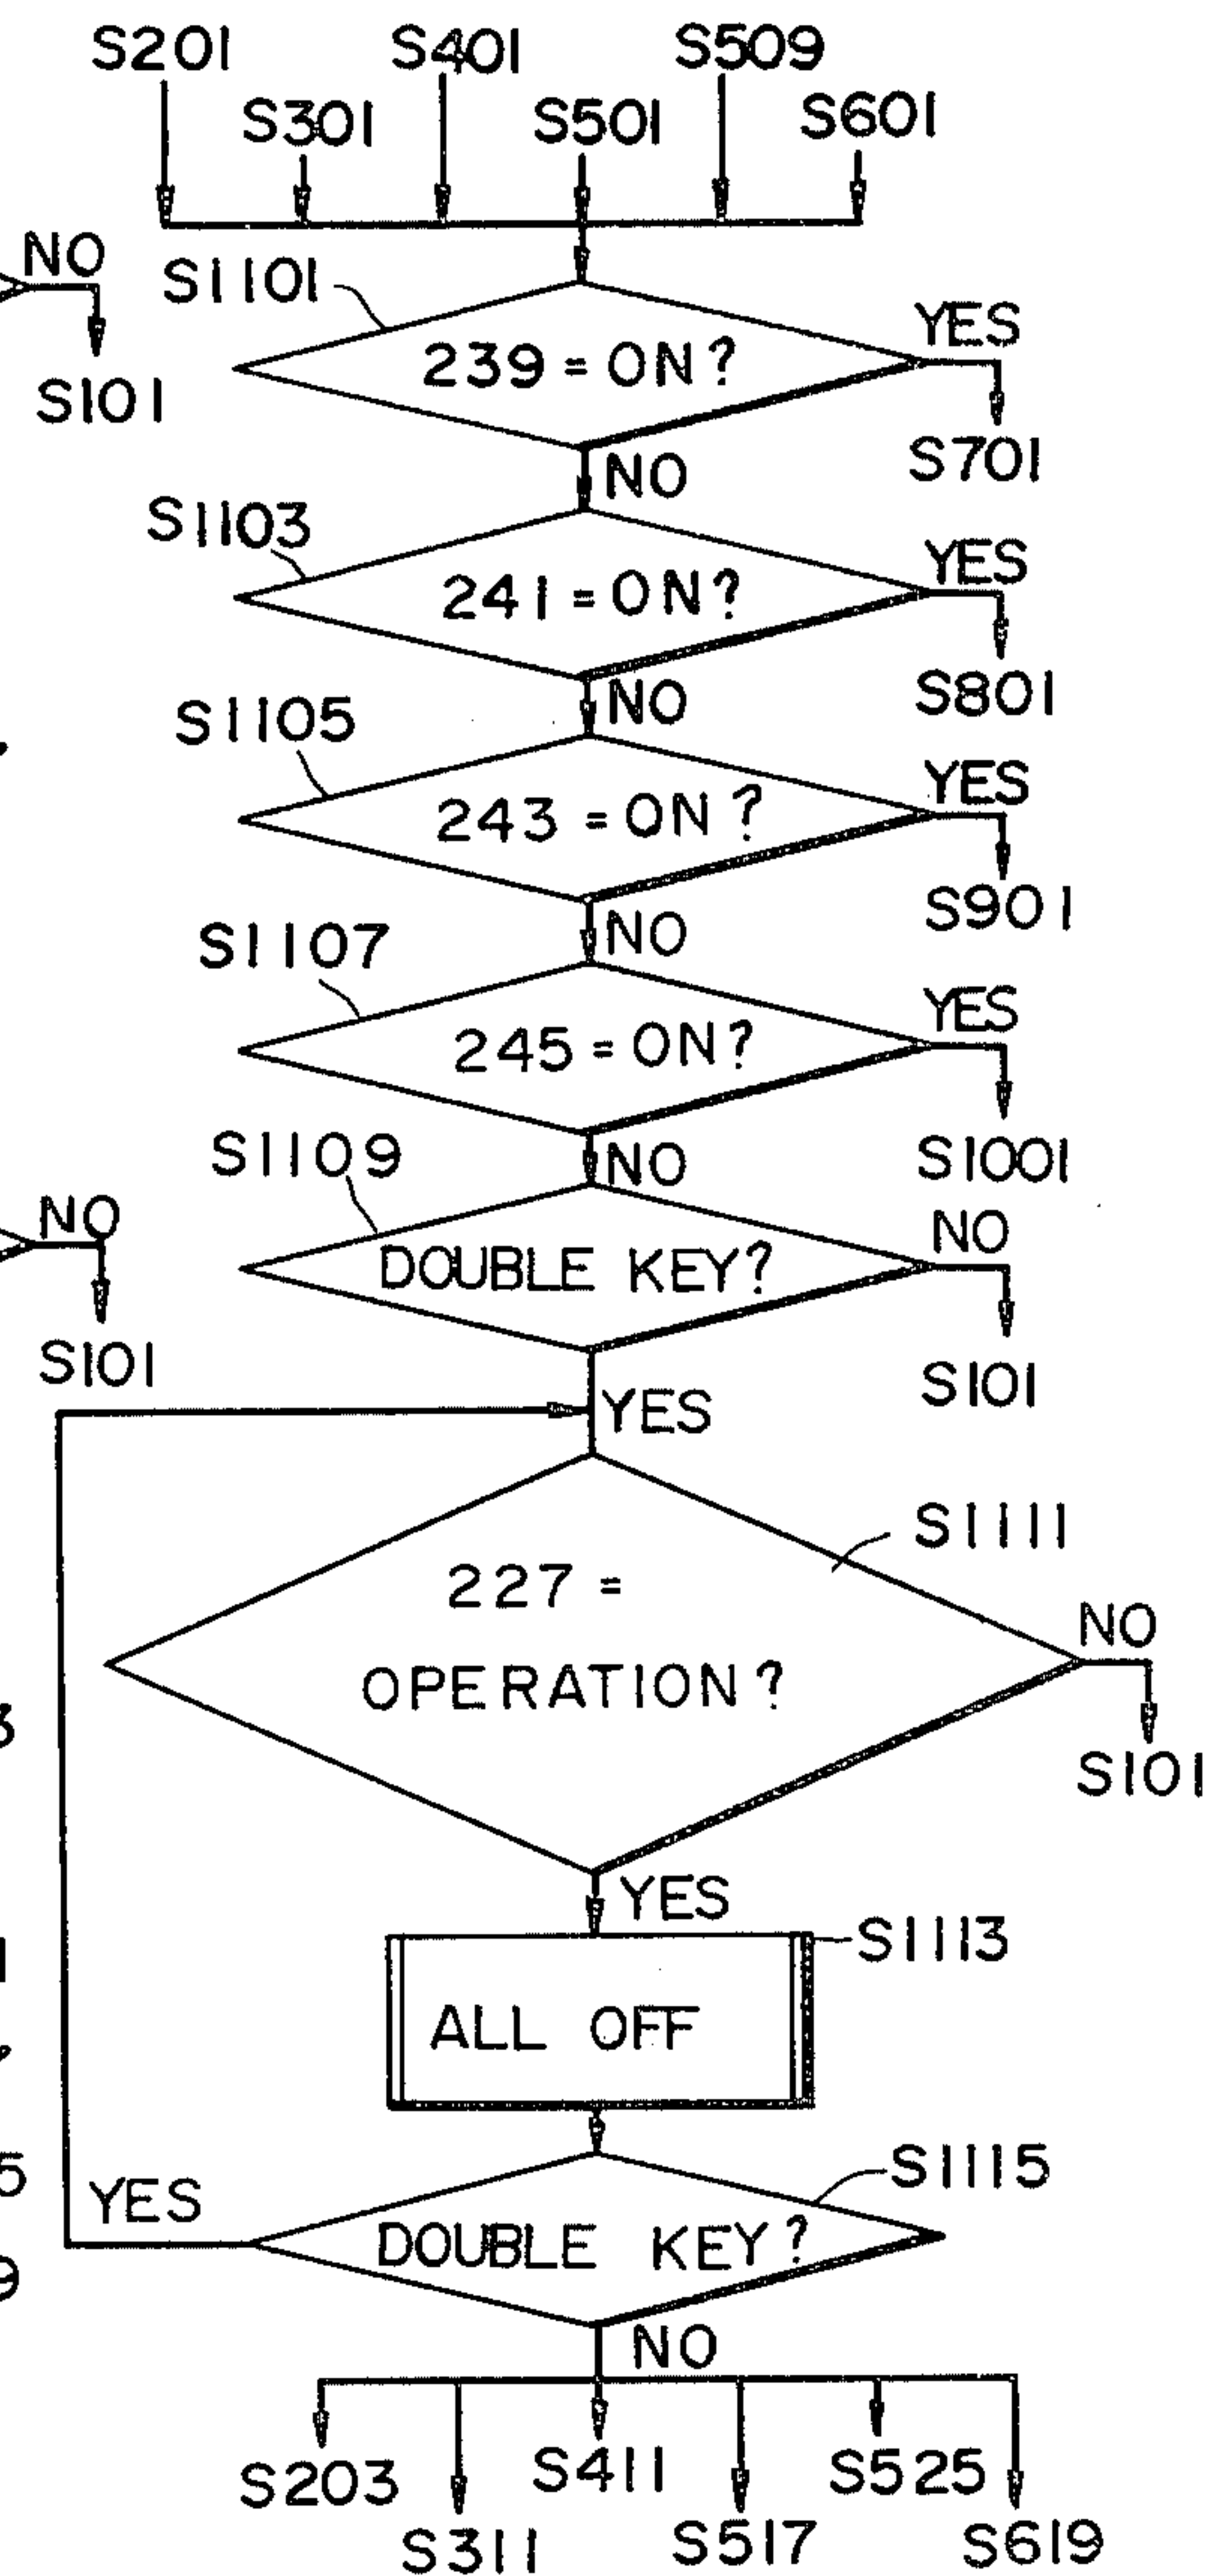 S201 S401 S509
S301 S501 S601
NO
S101
S1101
239 = ON?
YES
S701
NO
S1103
241 = ON?
YES
S801
NO
S1105
243 = ON?
YES
S901
NO
S1107
245 = ON?
YES
S1001
NO
S1109
DOUBLE KEY?
NO
S101
NO
S101
YES
S1111
227 =
OPERATION?
NO
S101
3
YES
S1113
1
ALL OFF
S1115
5
YES
DOUBLE KEY?
9
NO
S203 S411 S525
S311 S517 S619